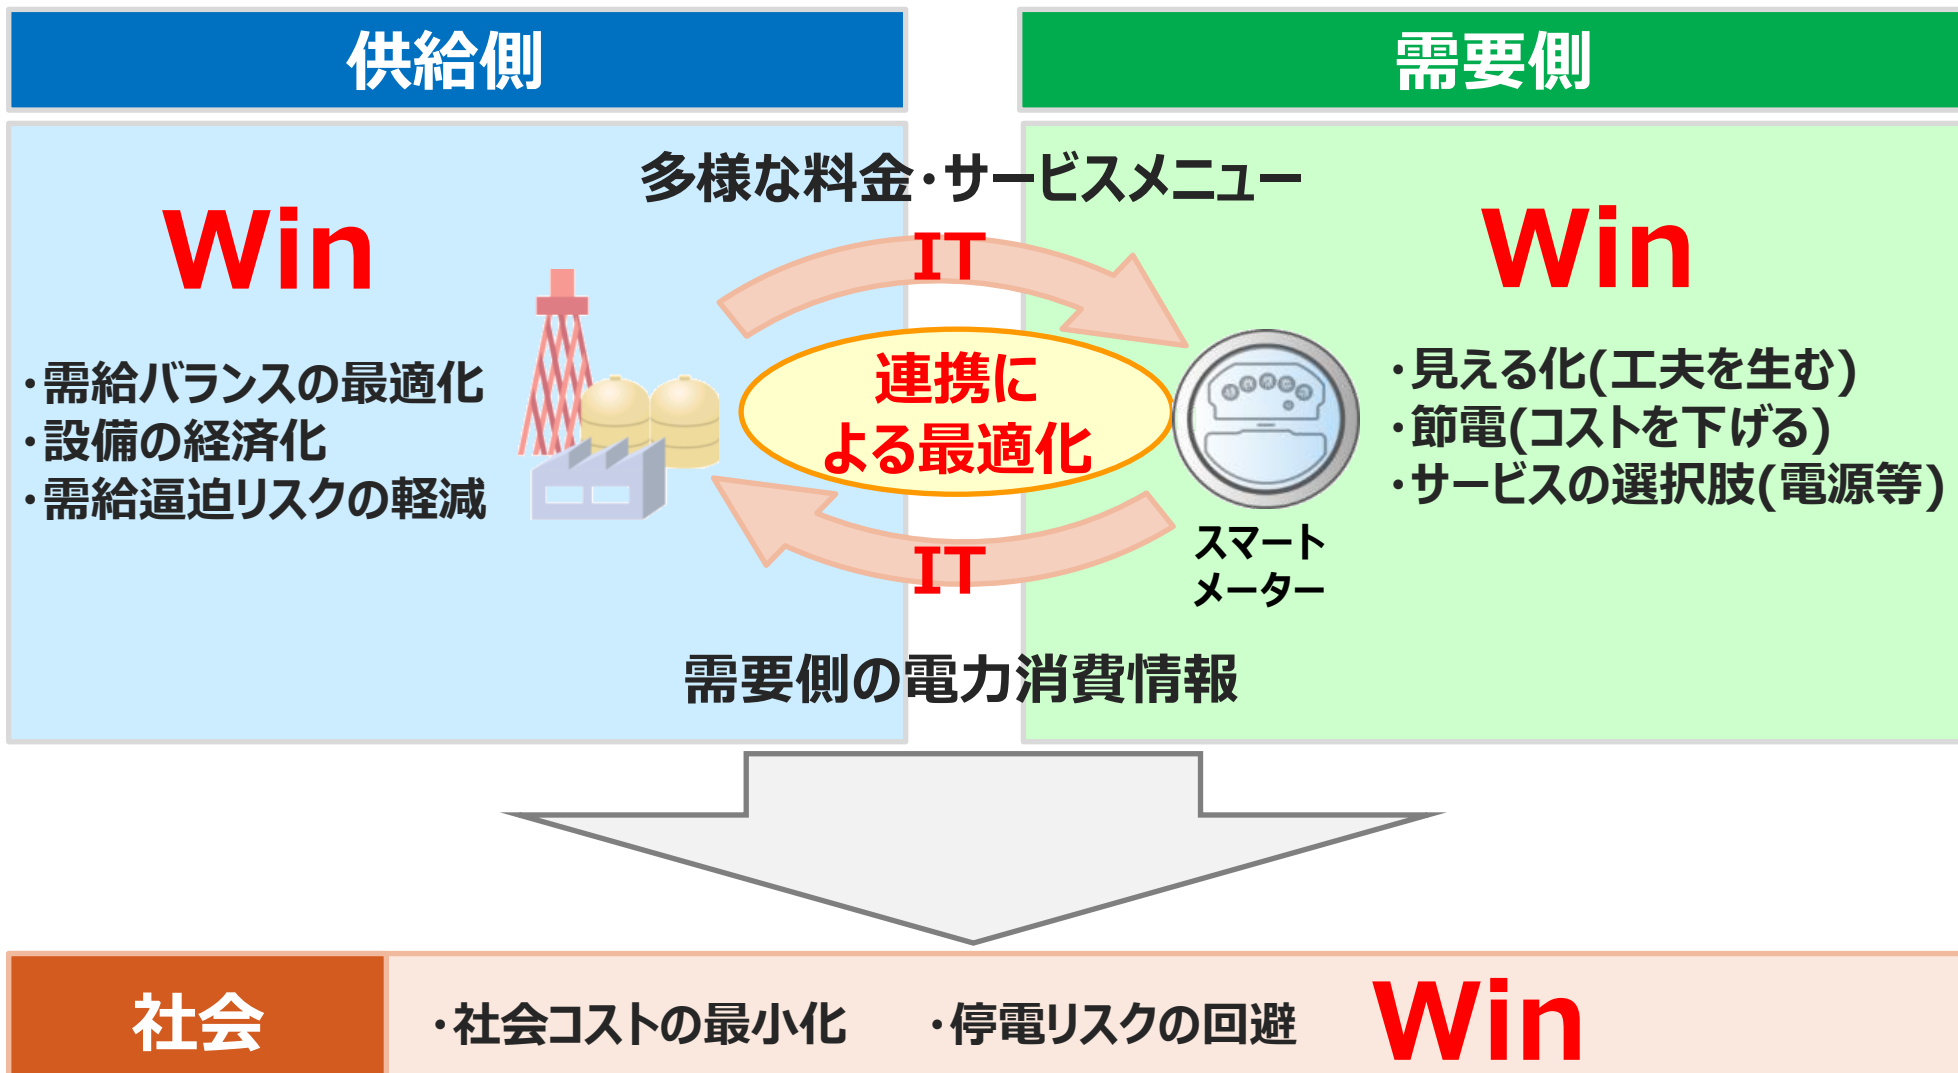 供給側
需要側
多様な料金・サービスメニュー
Win
・需給バランスの最適化
・設備の経済化
・需給逼迫リスクの軽減
IT
連携に
よる最適化
IT
スマート
メーター
Win
・見える化(工夫を生む)
・節電(コストを下げる)
・サービスの選択肢(電源等)
需要側の電力消費情報
社会
・社会コストの最小化
・停電リスクの回避
Win